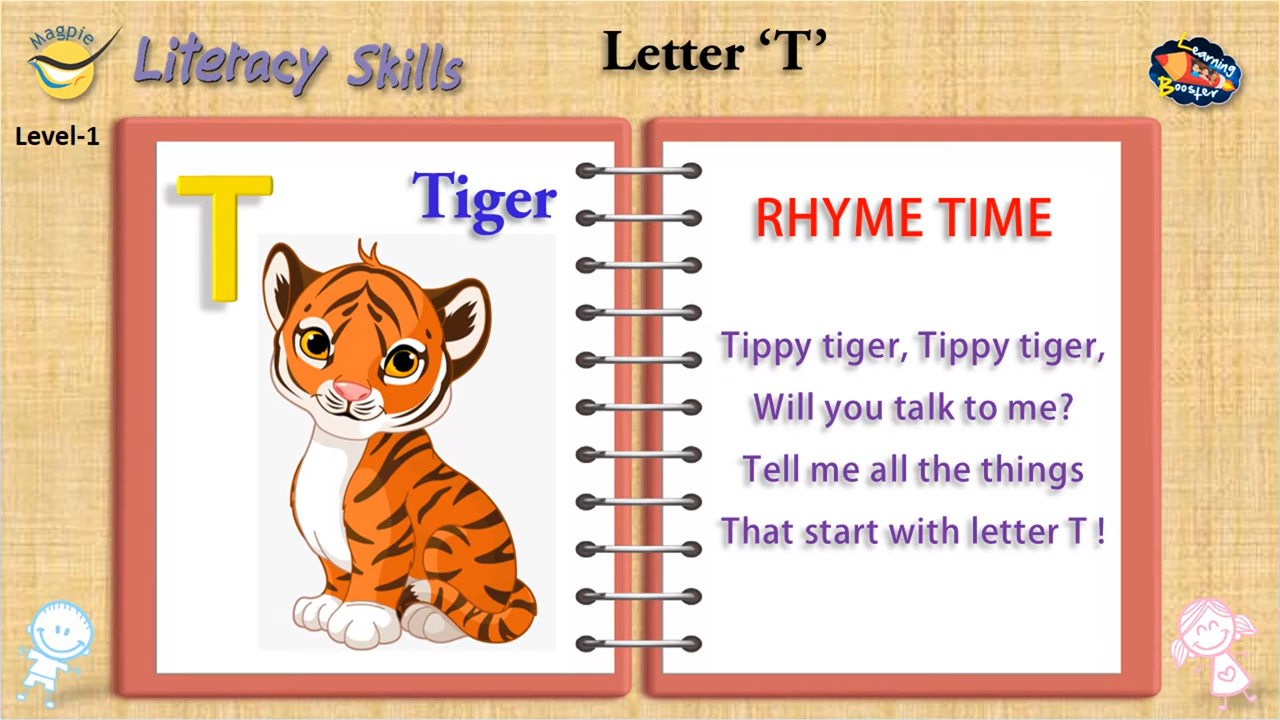 Magpie
Literacy Skills
Letter ‘T’
Learning
Booster
Level-1
T
Tiger
RHYME TIME
Tippy tiger, Tippy tiger,
Will you talk to me?
Tell me all the things
That start with letter T !